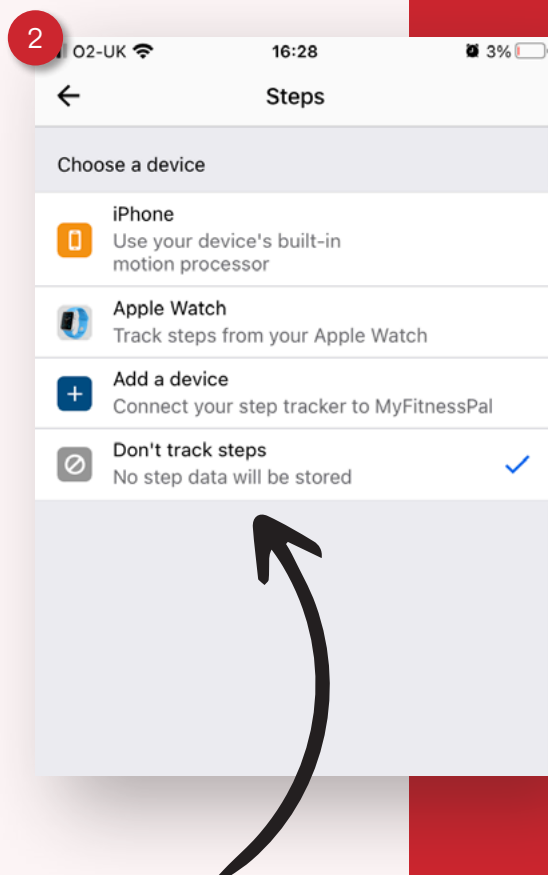 2
O2-UK 16:28 3%
Steps
Choose a device
iPhone
Use your device's built-in
motion processor
Apple Watch
Track steps from your Apple Watch
Add a device
Connect your step tracker to MyFitnessPal
Don't track steps
No step data will be stored